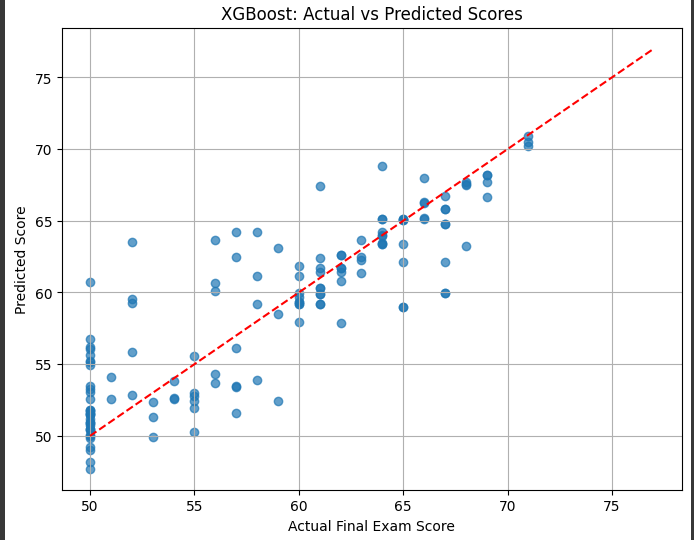 XGBoost: Actual vs Predicted Scores
75
70
65
60
55
50
Predicted Score
50 55 60 65 70 75
Actual Final Exam Score